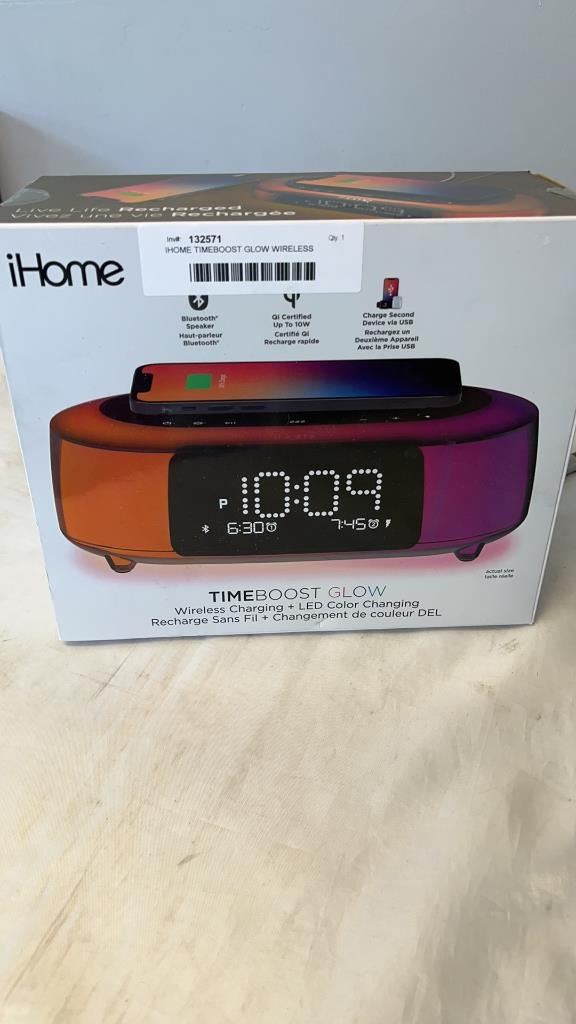 Live Life Recharged
Vivez une vie Rechargée
Inv#: 132571 Qty: 1
IHOME TIMEBOOST GLOW WIRELESS
iHome
Bluetooth®
Speaker
Haut-parleur
Bluetooth®
Qi Certified
Up To 10W
Certifié Qi
Recharge rapide
Charge Second
Device via USB
Rechargez un
Deuxième Appareil
Avec la Prise USB
P 10:09
6:30 7:45
actual size
taille réelle
TIMEBOOST GLOW
Wireless Charging + LED Color Changing
Recharge Sans Fil + Changement de couleur DEL